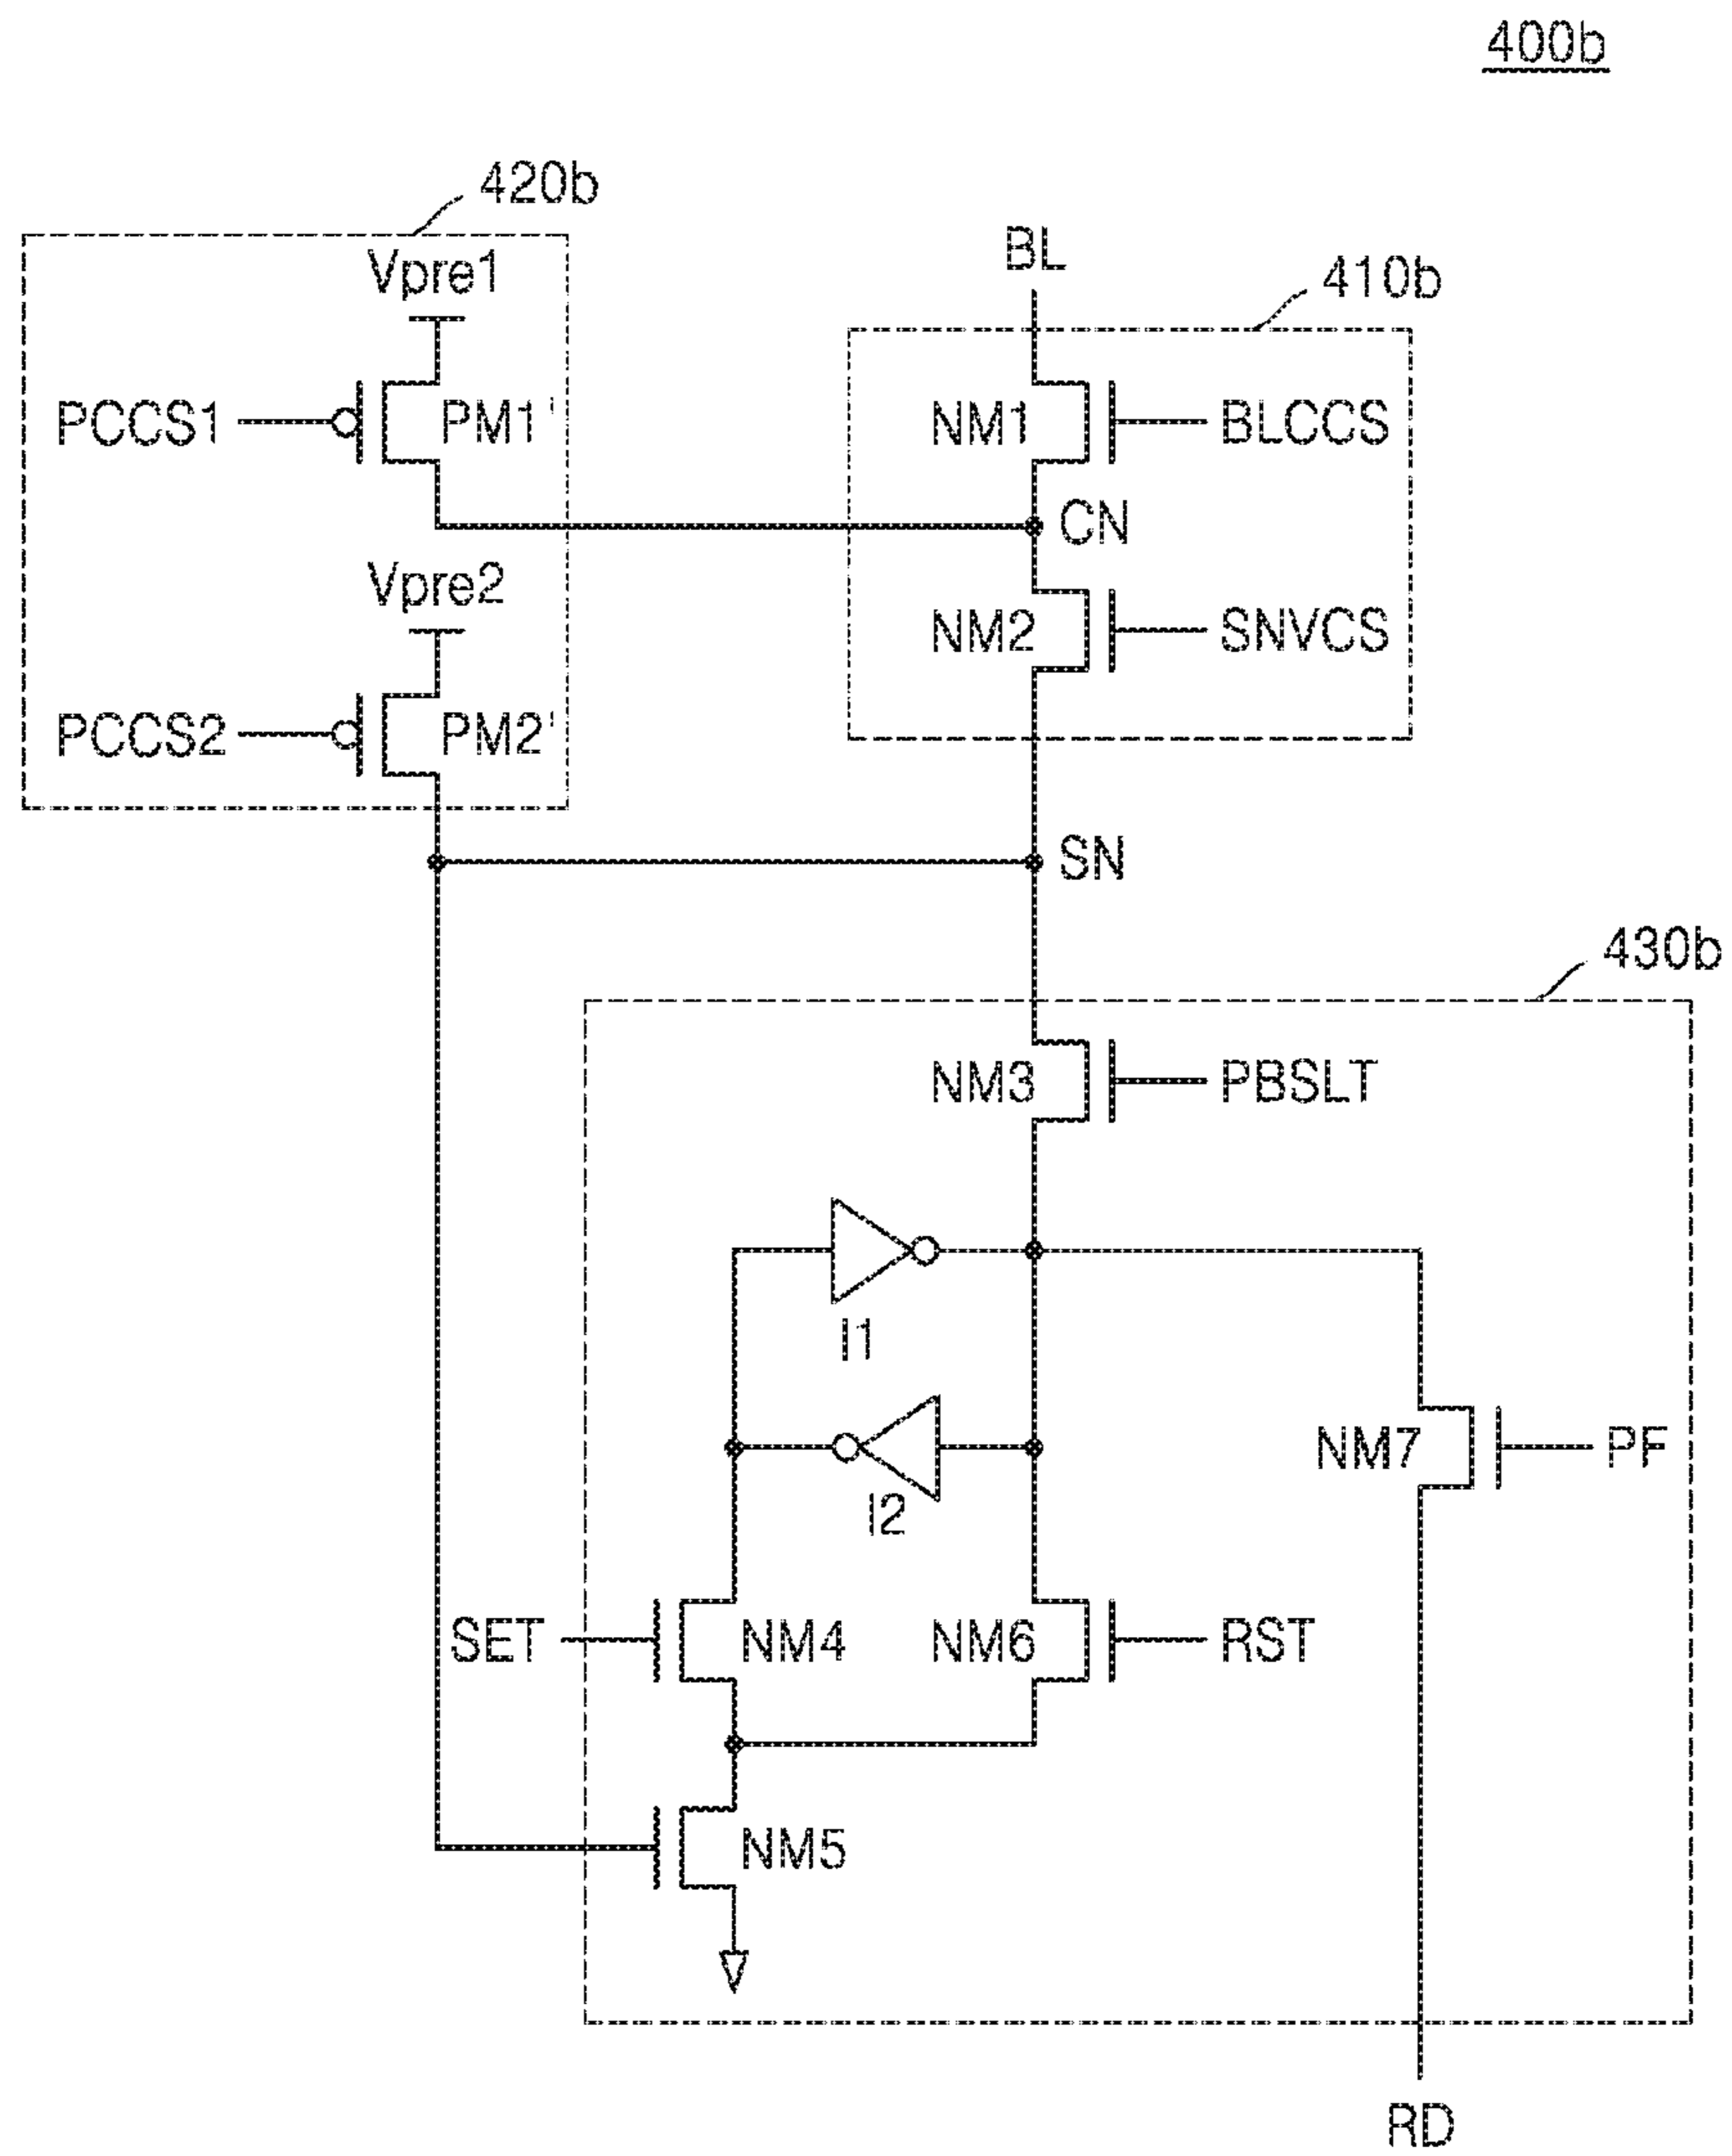 400b
420b
Vpre1
BL
410b
PCCS1
PM1'
NM1
BLCCS
CN
Vpre2
NM2
SNVCS
PCCS2
PM2'
SN
430b
NM3
PBSLT
I1
NM7
PF
I2
SET
NM4
NM6
RST
NM5
RD